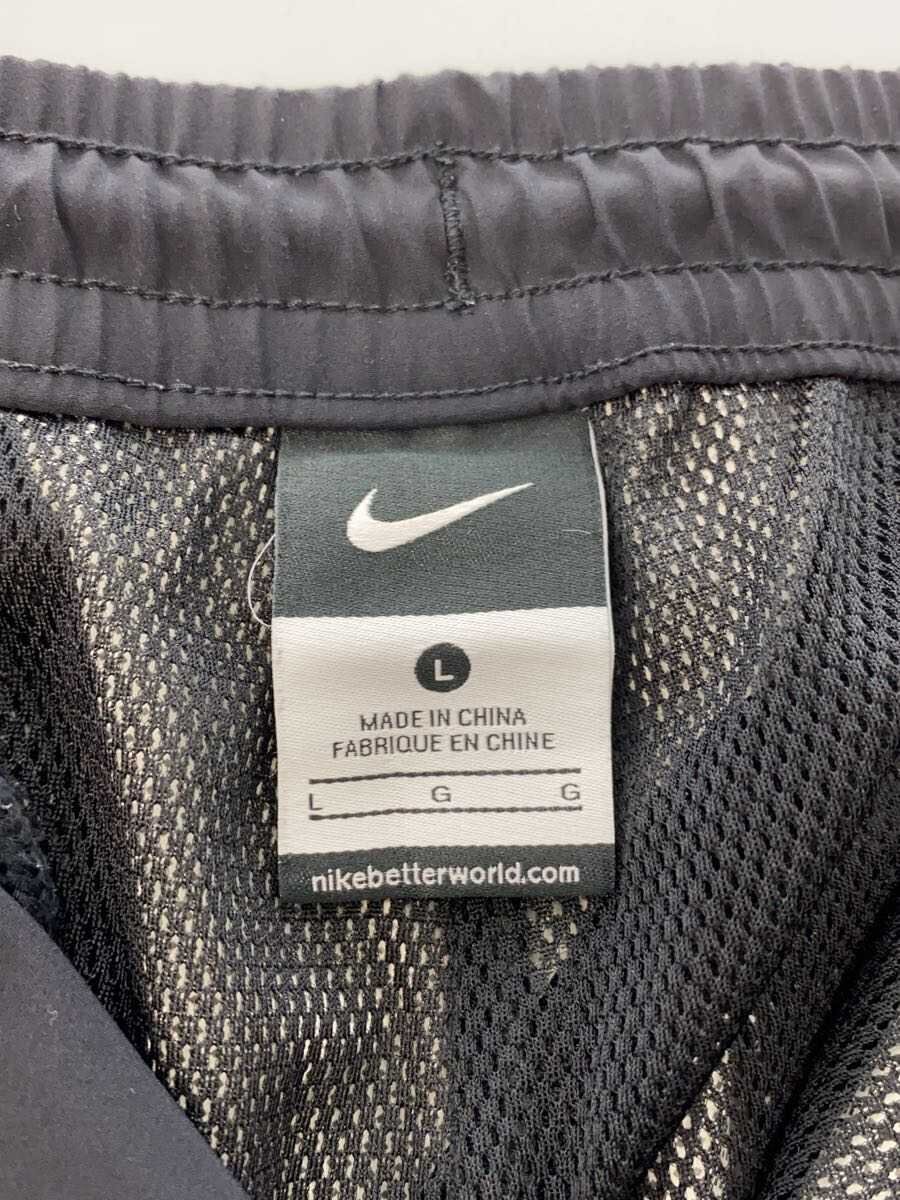 L
MADE IN CHINA
FABRIQUE EN CHINE
L G G
nikebetterworld.com